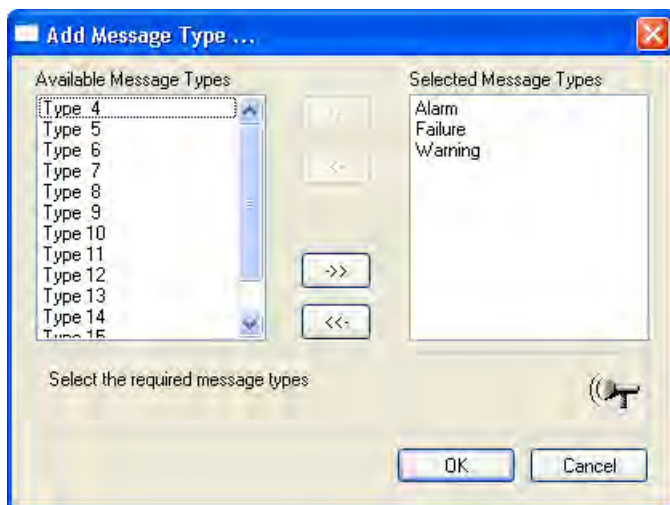 Add Message Type ...
Available Message Types
Type 4
Type 5
Type 6
Type 7
Type 8
Type 9
Type 10
Type 11
Type 12
Type 13
Type 14
Type 15
Selected Message Types
Alarm
Failure
Warning
<-
->>
<<-
Select the required message types
OK
Cancel